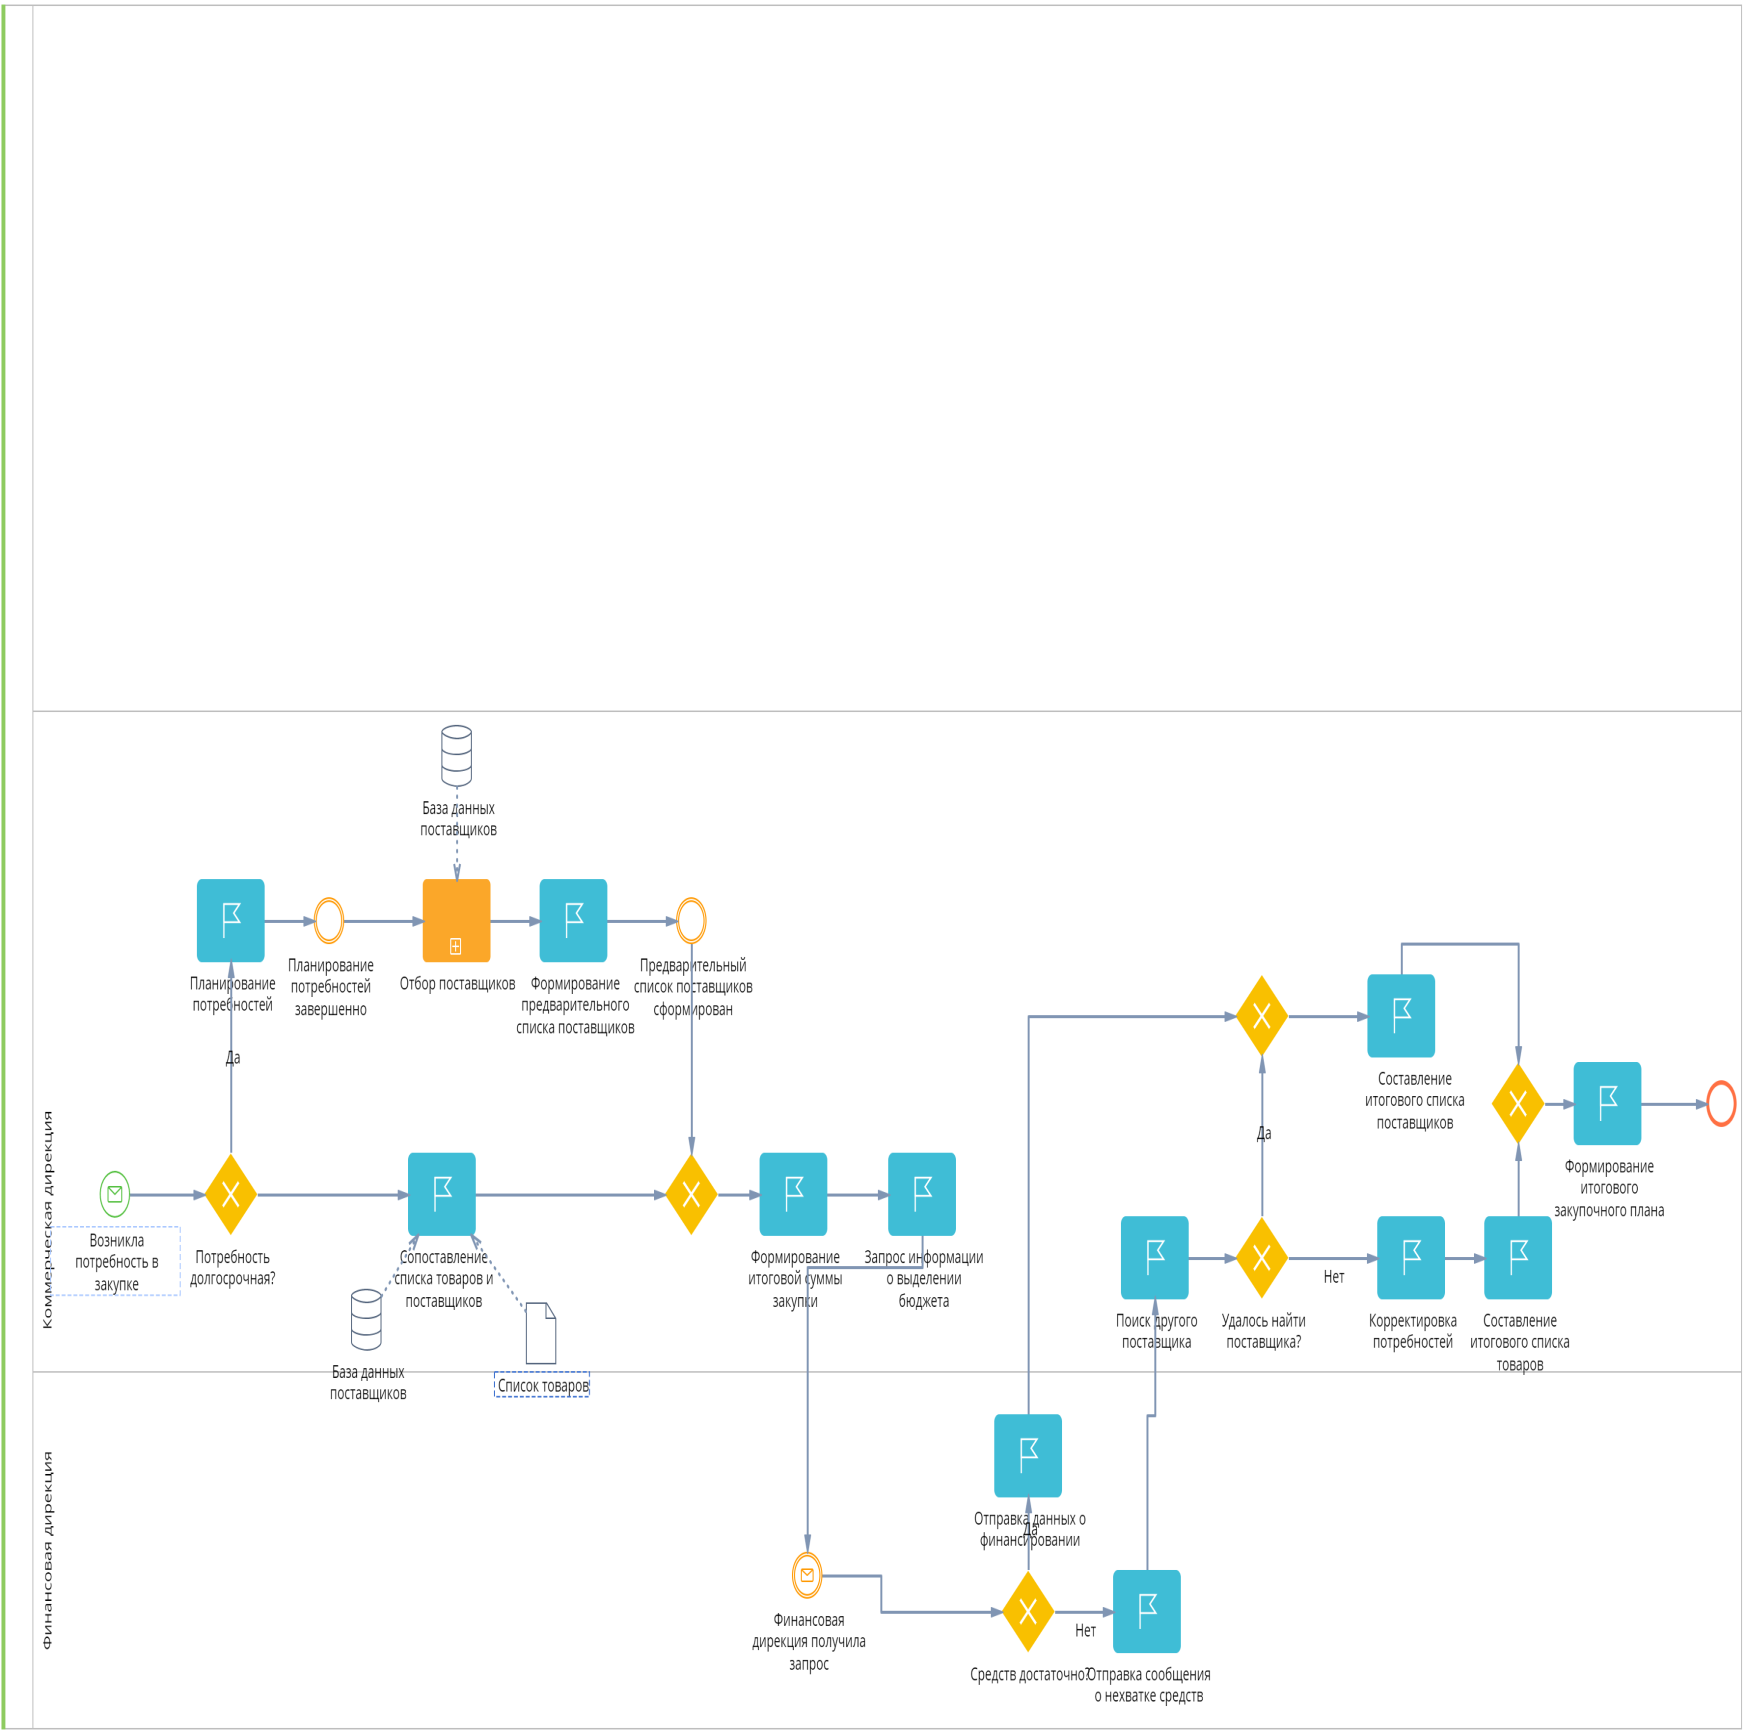 База данных
поставщиков
Планирование
потребностей
Планирование
потребностей
завершенно
Отбор поставщиков
Формирование
предварительного
списка поставщиков
Предварительный
список поставщиков
сформирован
Да
Коммерческая дирекция
Возникла
потребность в
закупке
Потребность
долгосрочная?
Сопоставление
списка товаров и
поставщиков
База данных
поставщиков
Список товаров
Формирование
итоговой суммы
закупки
Запрос информации
о выделении
бюджета
Составление
итогового списка
поставщиков
Да
Формирование
итогового
закупочного плана
Поиск другого
поставщика
Удалось найти
поставщика?
Нет
Корректировка
потребностей
Составление
итогового списка
товаров
Финансовая дирекция
Отправка данных о
финансировании
Да
Финансовая
дирекция получила
запрос
Средств достаточно?
Нет
Отправка сообщения
о нехватке средств